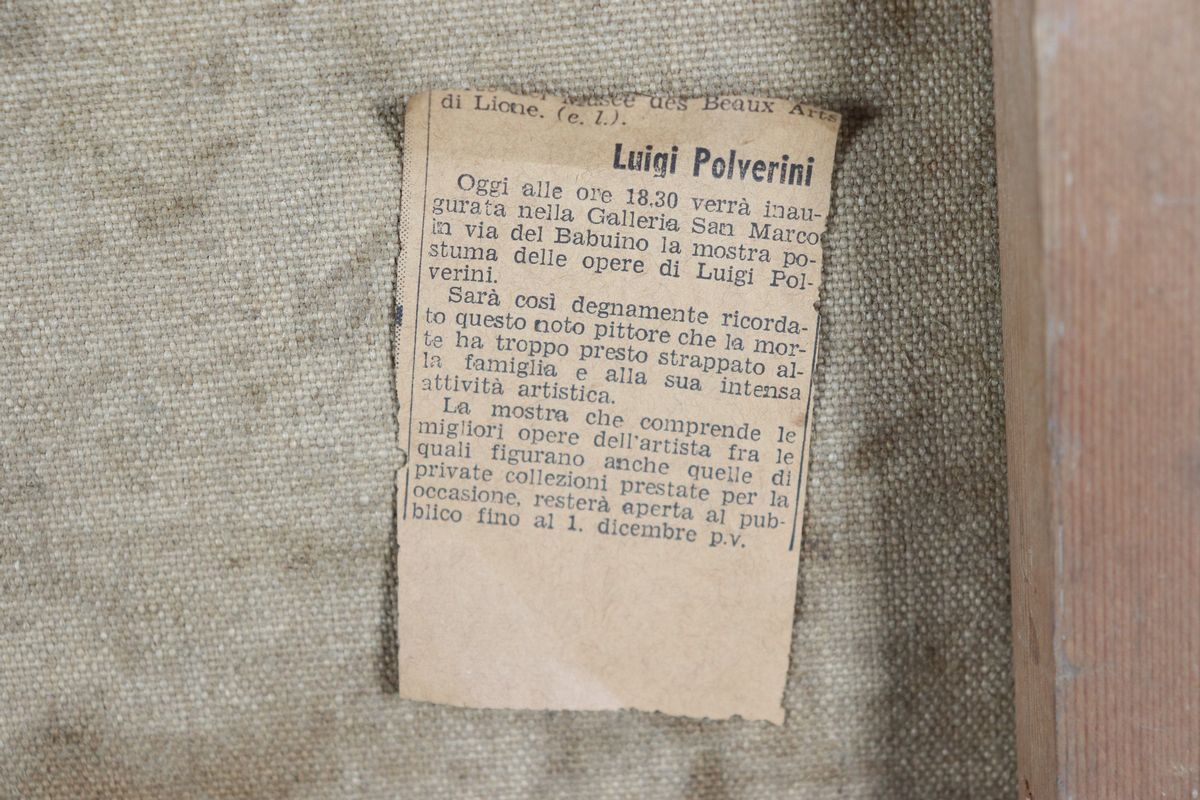 Musée des Beaux Arts
di Lione. (e. l.).
Luigi Polverini
Oggi alle ore 18.30 verrà inau-
gurata nella Galleria San Marco
in via del Babuino la mostra po-
stuma delle opere di Luigi Pol-
verini.
Sarà così degnamente ricorda-
to questo noto pittore che la mor-
te ha troppo presto strappato al-
la famiglia e alla sua intensa
attività artistica.
La mostra che comprende le
migliori opere dell'artista fra le
quali figurano anche quelle di
private collezioni prestate per la
occasione, resterà aperta al pub-
blico fino al 1. dicembre p.v.